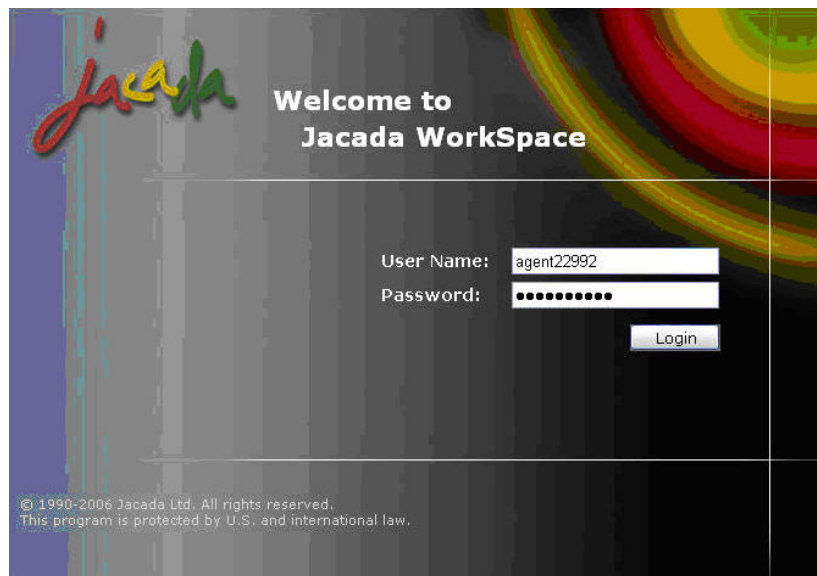 jacada
Welcome to
Jacada WorkSpace
User Name: agent22992
Password: ••••••••••
Login
© 1990-2006 Jacada Ltd. All rights reserved.
This program is protected by U.S. and international law.